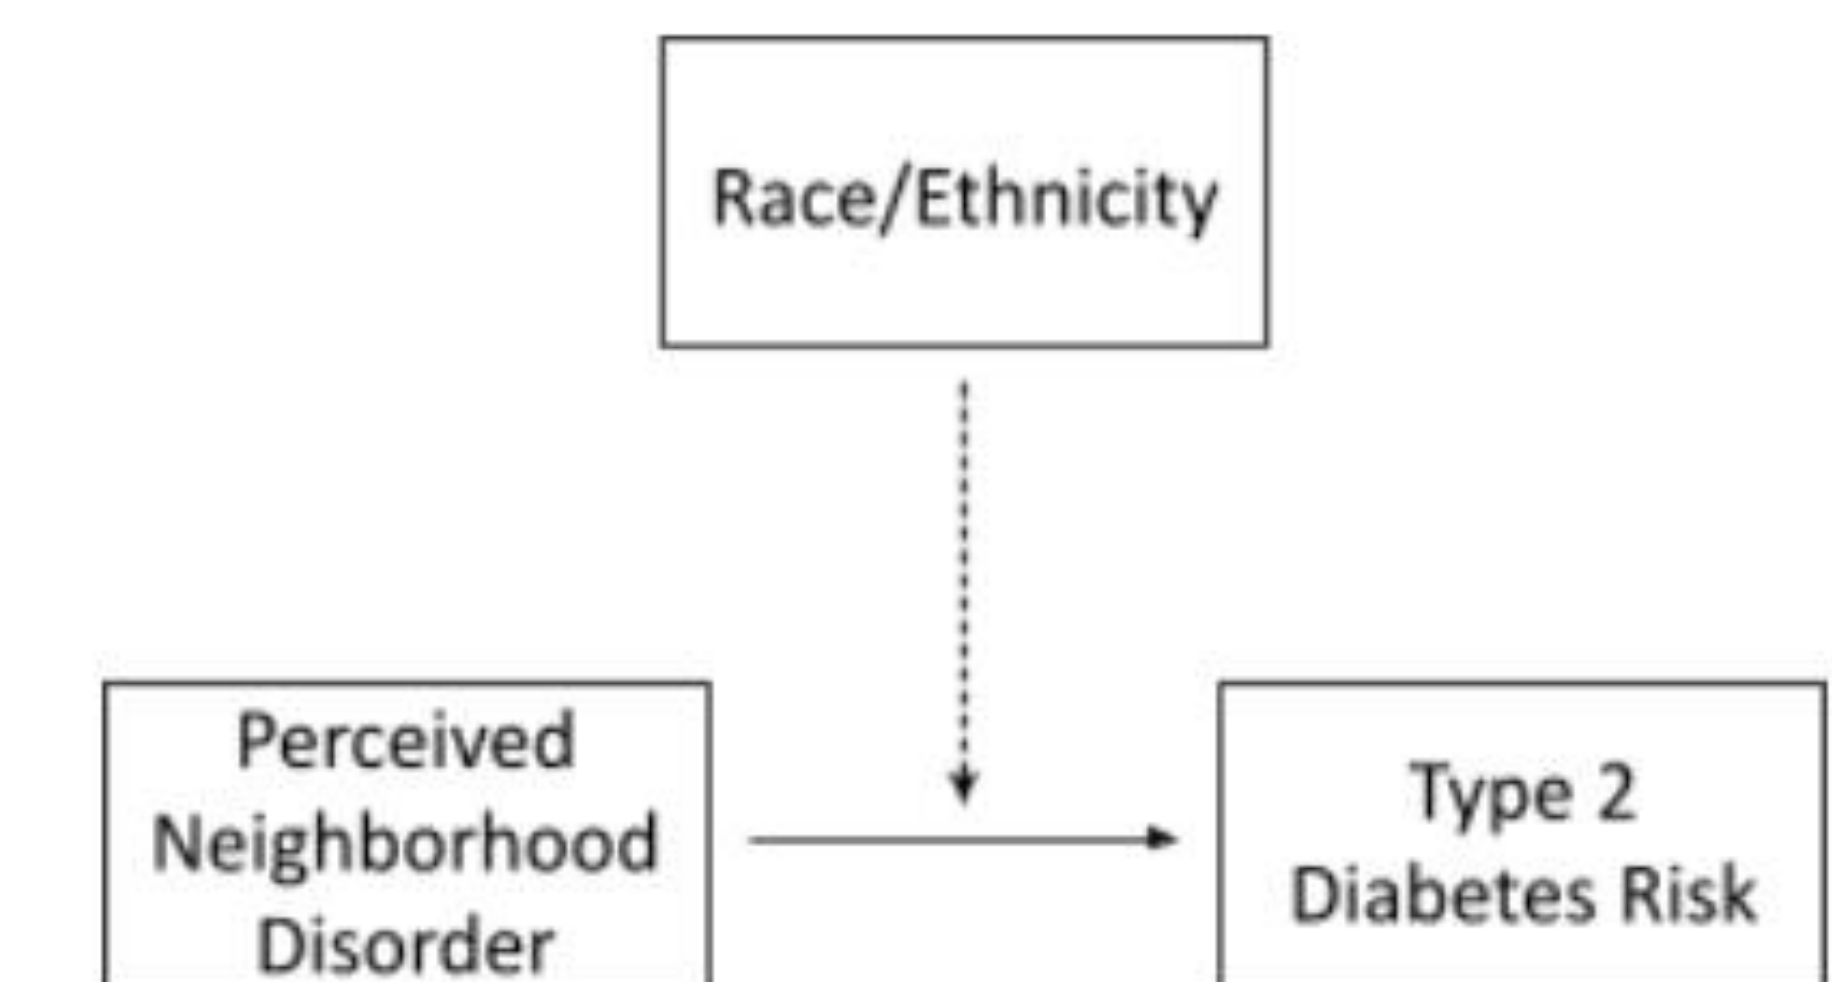 Race/Ethnicity
Perceived
Neighborhood
Disorder
Type 2
Diabetes Risk